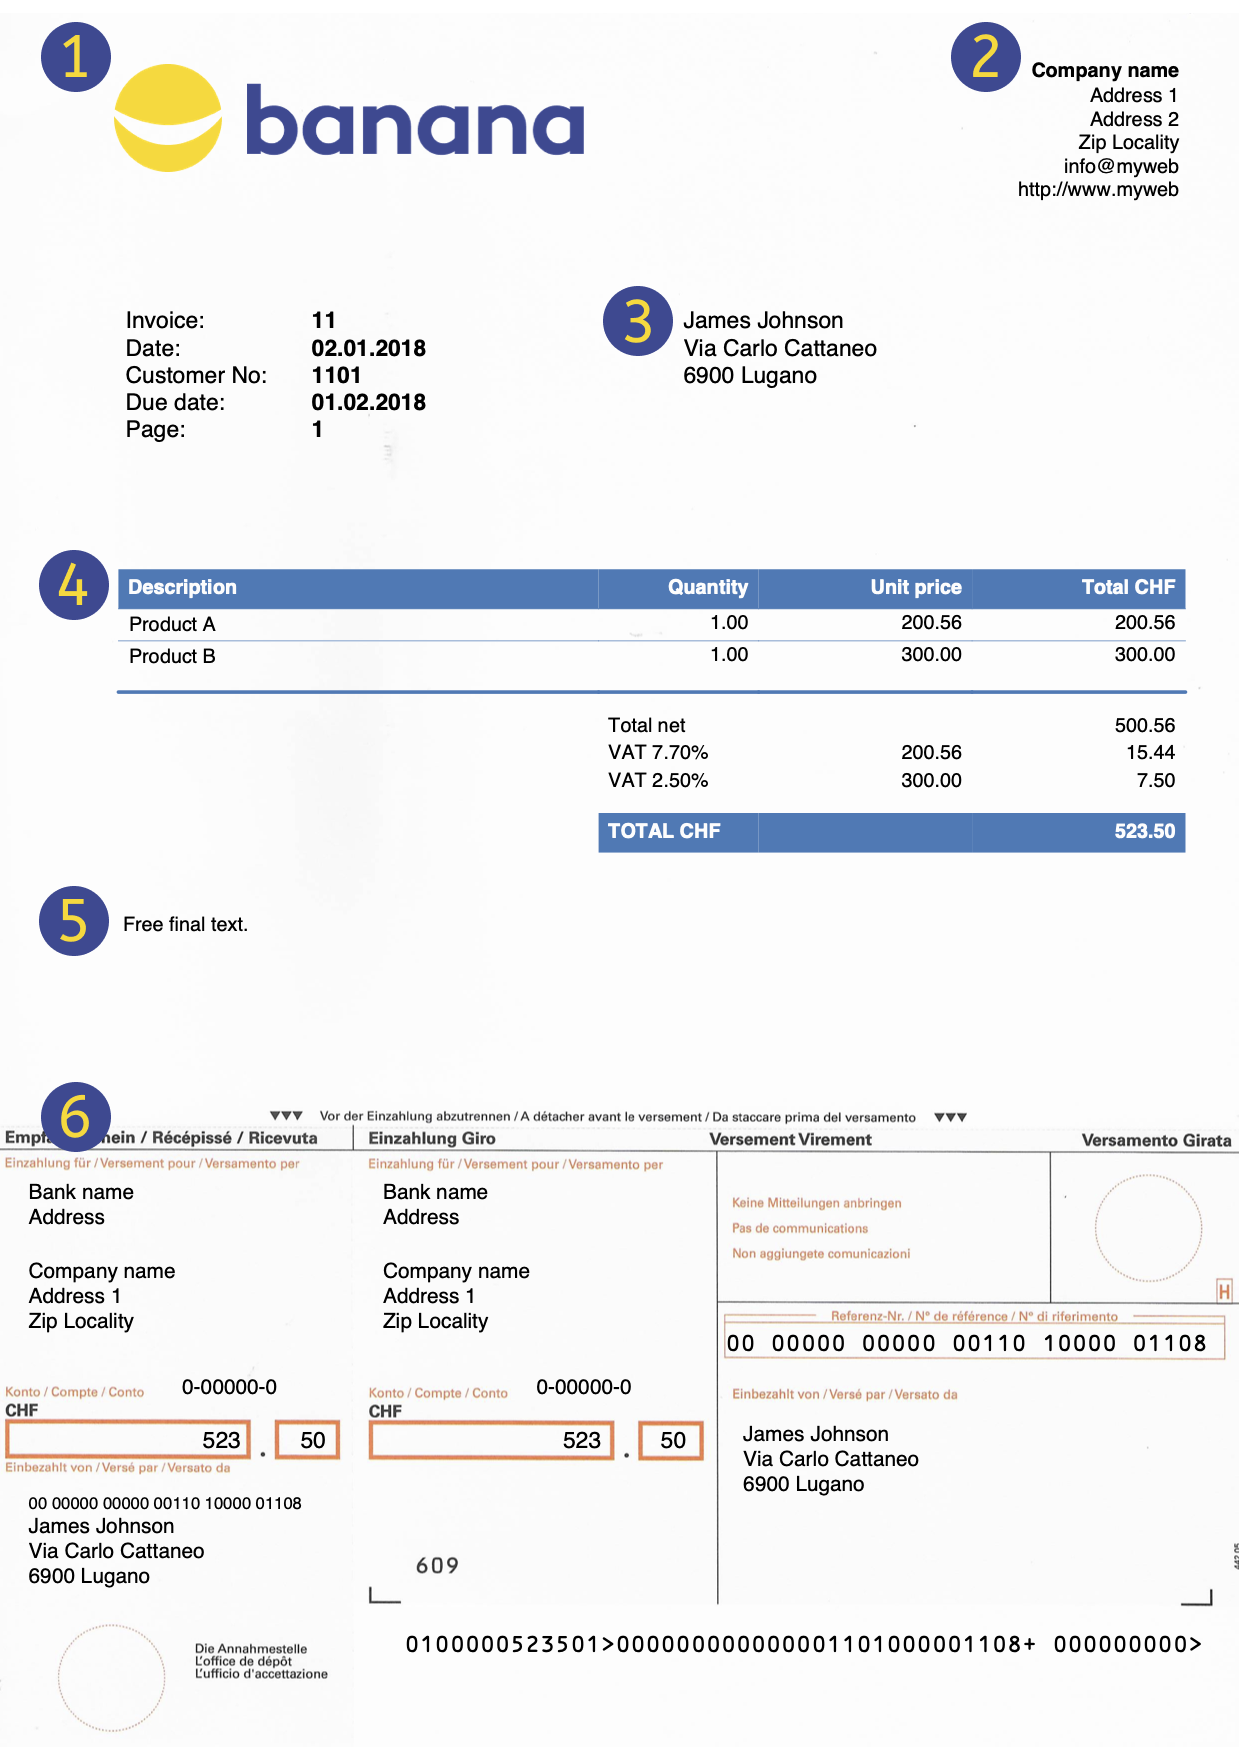 1
banana
2
Company name
Address 1
Address 2
Zip Locality
info@myweb
http://www.myweb
Invoice: 11
Date: 02.01.2018
Customer No: 1101
Due date: 01.02.2018
Page: 1
3
James Johnson
Via Carlo Cattaneo
6900 Lugano
4
Description Quantity Unit price Total CHF
Product A 1.00 200.56 200.56
Product B 1.00 300.00 300.00
Total net 500.56
VAT 7.70% 200.56 15.44
VAT 2.50% 300.00 7.50
TOTAL CHF 523.50
5
Free final text.
6
▼▼▼ Vor der Einzahlung abzutrennen / A détacher avant le versement / Da staccare prima del versamento ▼▼▼
/ Récépissé / Ricevuta
Einzahlung für / Versement pour / Versamento per
Bank name
Address
Company name
Address 1
Zip Locality
Konto / Compte / Conto 0-00000-0
CHF
523 . 50
Einbezahlt von / Versé par / Versato da
00 00000 00000 00110 10000 01108
James Johnson
Via Carlo Cattaneo
6900 Lugano
Die Annahmestelle
L'office de dépôt
L'ufficio d'accettazione
Einzahlung Giro Versement Virement Versamento Girata
Einzahlung für / Versement pour / Versamento per
Bank name
Address
Company name
Address 1
Zip Locality
Konto / Compte / Conto 0-00000-0
CHF
523 . 50
609
Keine Mitteilungen anbringen
Pas de communications
Non aggiungete comunicazioni
H
Referenz-Nr. / N° de référence / N° di riferimento
00 00000 00000 00110 10000 01108
Einbezahlt von / Versé par / Versato da
James Johnson
Via Carlo Cattaneo
6900 Lugano
442.05
0100000523501>000000000000001101000001108+ 000000000>